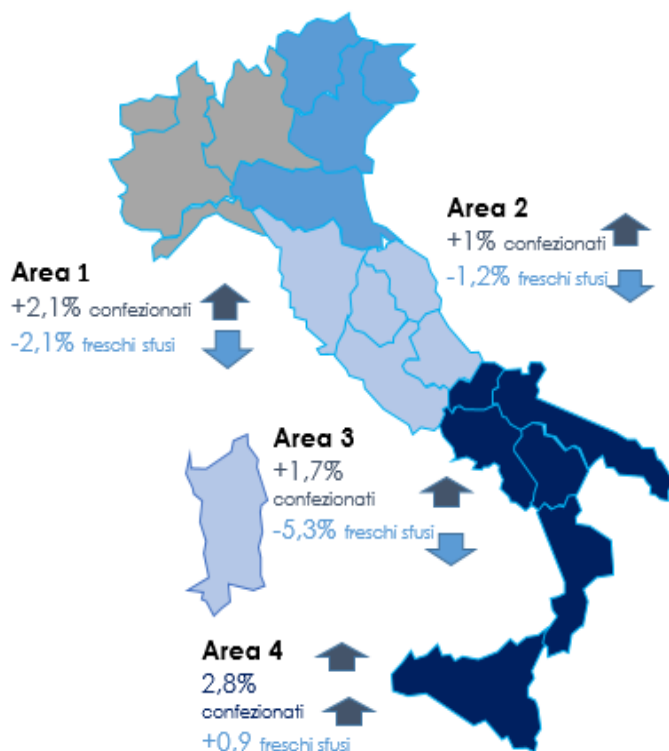 Area 2
+1% confezionati
-1,2% freschi sfusi
Area 1
+2,1% confezionati
-2,1% freschi sfusi
Area 3
+1,7%
confezionati
-5,3% freschi sfusi
Area 4
2,8%
confezionati
+0,9 freschi sfusi